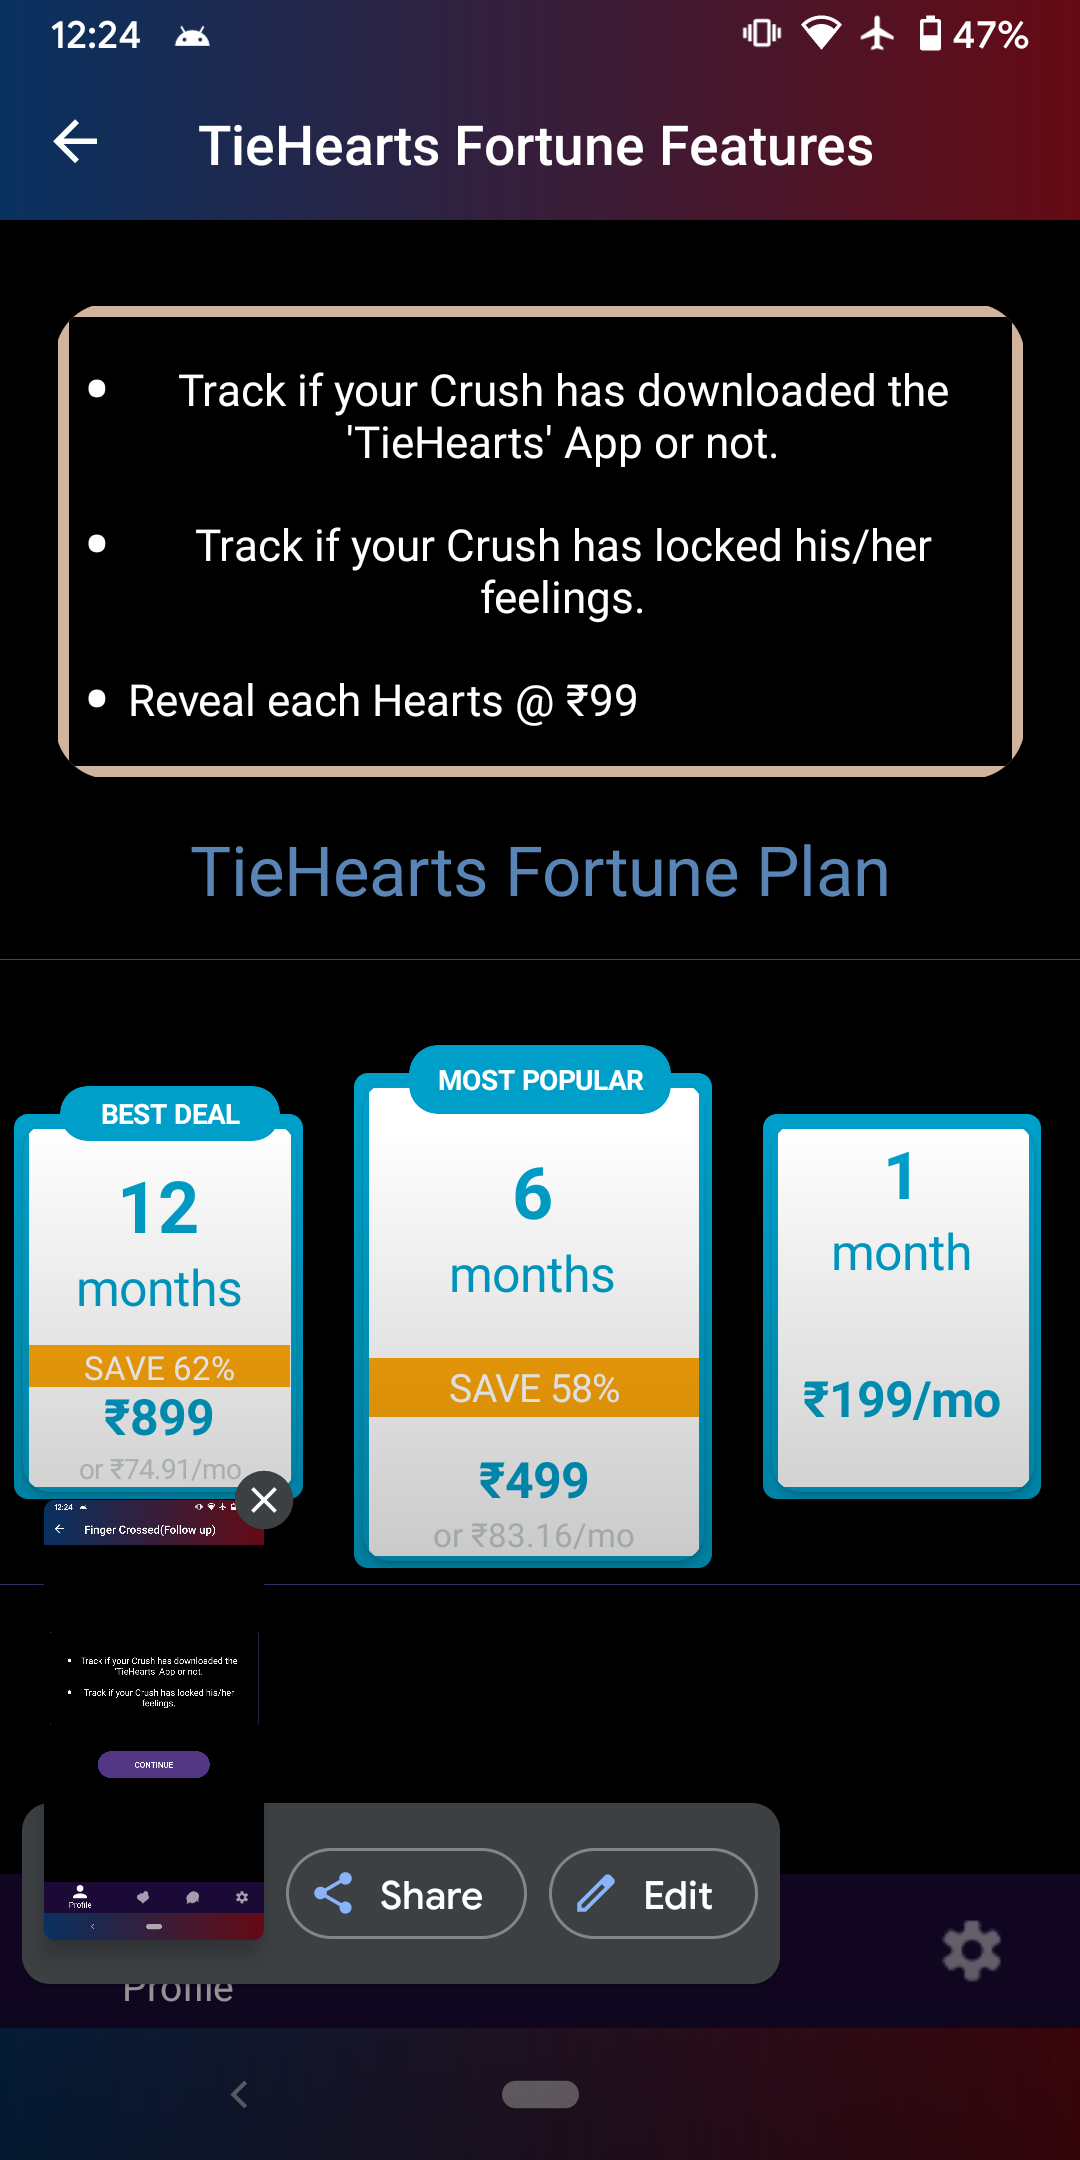 12:24
47%
TieHearts Fortune Features
• Track if your Crush has downloaded the
'TieHearts' App or not.
• Track if your Crush has locked his/her
feelings.
• Reveal each Hearts @ ₹99
TieHearts Fortune Plan
BEST DEAL
12
months
SAVE 62%
₹899
or ₹74.91/mo
MOST POPULAR
6
months
SAVE 58%
₹499
or ₹83.16/mo
1
month
₹199/mo
12:24
Finger Crossed(Follow up)
• Track if your Crush has downloaded the
'TieHearts' App or not.
• Track if your Crush has locked his/her
feelings.
CONTINUE
Profile
Share
Edit
Profile